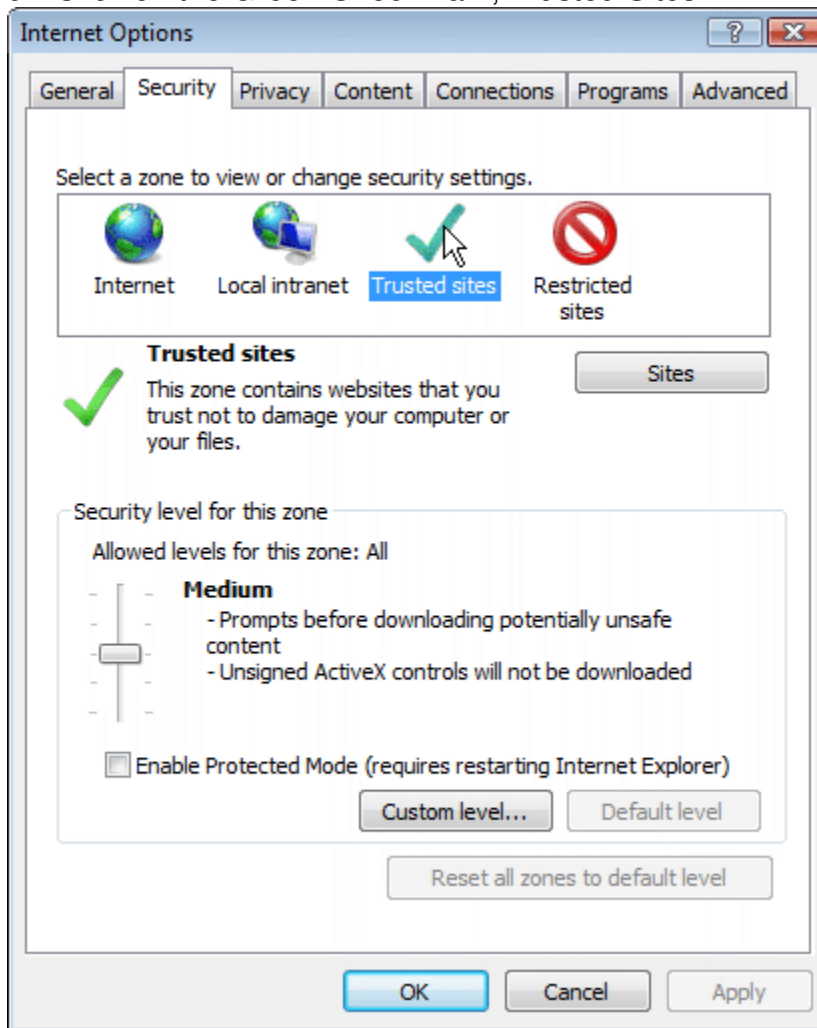 Internet Options
General Security Privacy Content Connections Programs Advanced
Select a zone to view or change security settings.
Internet Local intranet Trusted sites Restricted
sites
Trusted sites
Sites
This zone contains websites that you
trust not to damage your computer or
your files.
Security level for this zone
Allowed levels for this zone: All
Medium
- Prompts before downloading potentially unsafe
content
- Unsigned ActiveX controls will not be downloaded
Enable Protected Mode (requires restarting Internet Explorer)
Custom level... Default level
Reset all zones to default level
OK Cancel Apply